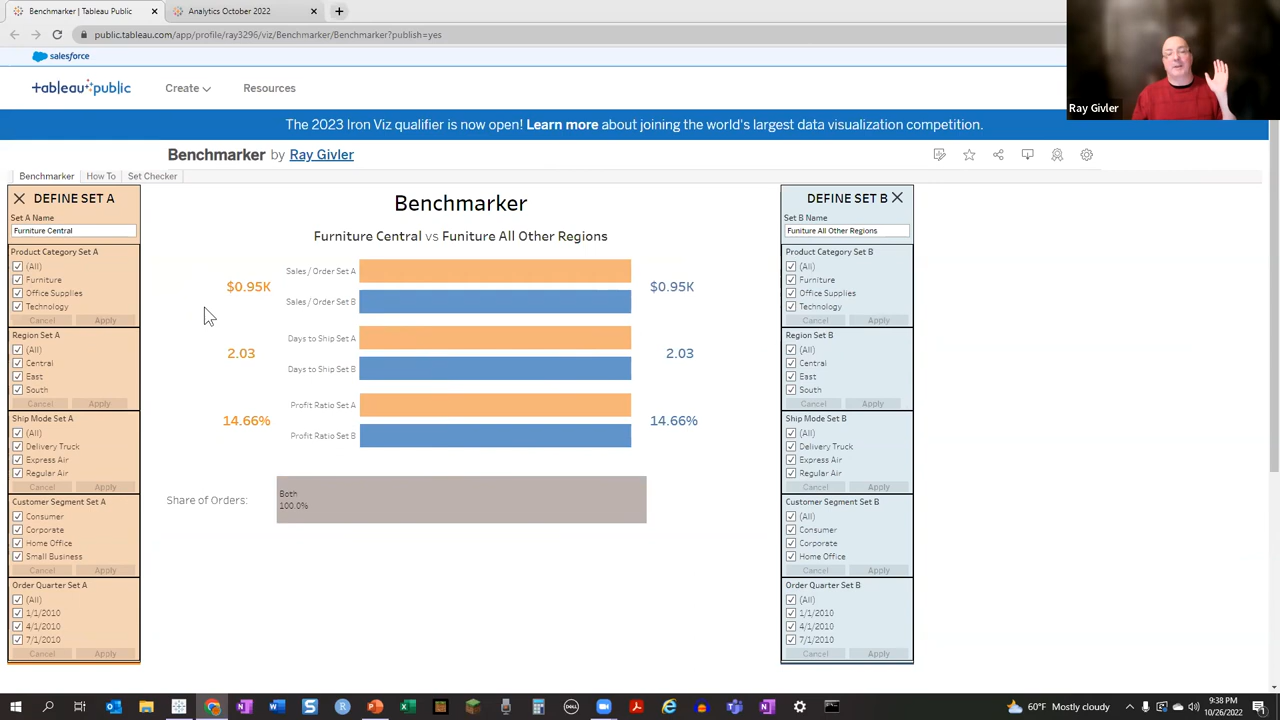 Benchmarker | Tableau Public
Analytics October 2022
public.tableau.com/app/profile/ray3296/viz/Benchmarker/Benchmarker?publish=yes
salesforce
tableau public
Create
Resources
Ray Givler
The 2023 Iron Viz qualifier is now open! Learn more about joining the world's largest data visualization competition.
Benchmarker by Ray Givler
Benchmarker
How To
Set Checker
DEFINE SET A
Set A Name
Furniture Central
Product Category Set A
(All)
Furniture
Office Supplies
Technology
Cancel Apply
Region Set A
(All)
Central
East
South
Cancel Apply
Ship Mode Set A
(All)
Delivery Truck
Express Air
Regular Air
Cancel Apply
Customer Segment Set A
Consumer
Corporate
Home Office
Small Business
Cancel Apply
Order Quarter Set A
(All)
1/1/2010
4/1/2010
7/1/2010
Cancel Apply
Benchmarker
Furniture Central vs Funiture All Other Regions
Sales / Order Set A
$0.95K
$0.95K
Sales / Order Set B
Days to Ship Set A
2.03
2.03
Days to Ship Set B
Profit Ratio Set A
14.66%
14.66%
Profit Ratio Set B
Share of Orders:
Both
100.0%
DEFINE SET B
Set B Name
Funiture All Other Regions
Product Category Set B
(All)
Furniture
Office Supplies
Technology
Cancel Apply
Region Set B
(All)
Central
East
South
Cancel Apply
Ship Mode Set B
(All)
Delivery Truck
Express Air
Regular Air
Cancel Apply
Customer Segment Set B
(All)
Consumer
Corporate
Home Office
Cancel Apply
Order Quarter Set B
(All)
1/1/2010
4/1/2010
7/1/2010
Cancel Apply
60°F Mostly cloudy
9:38 PM
10/26/2022